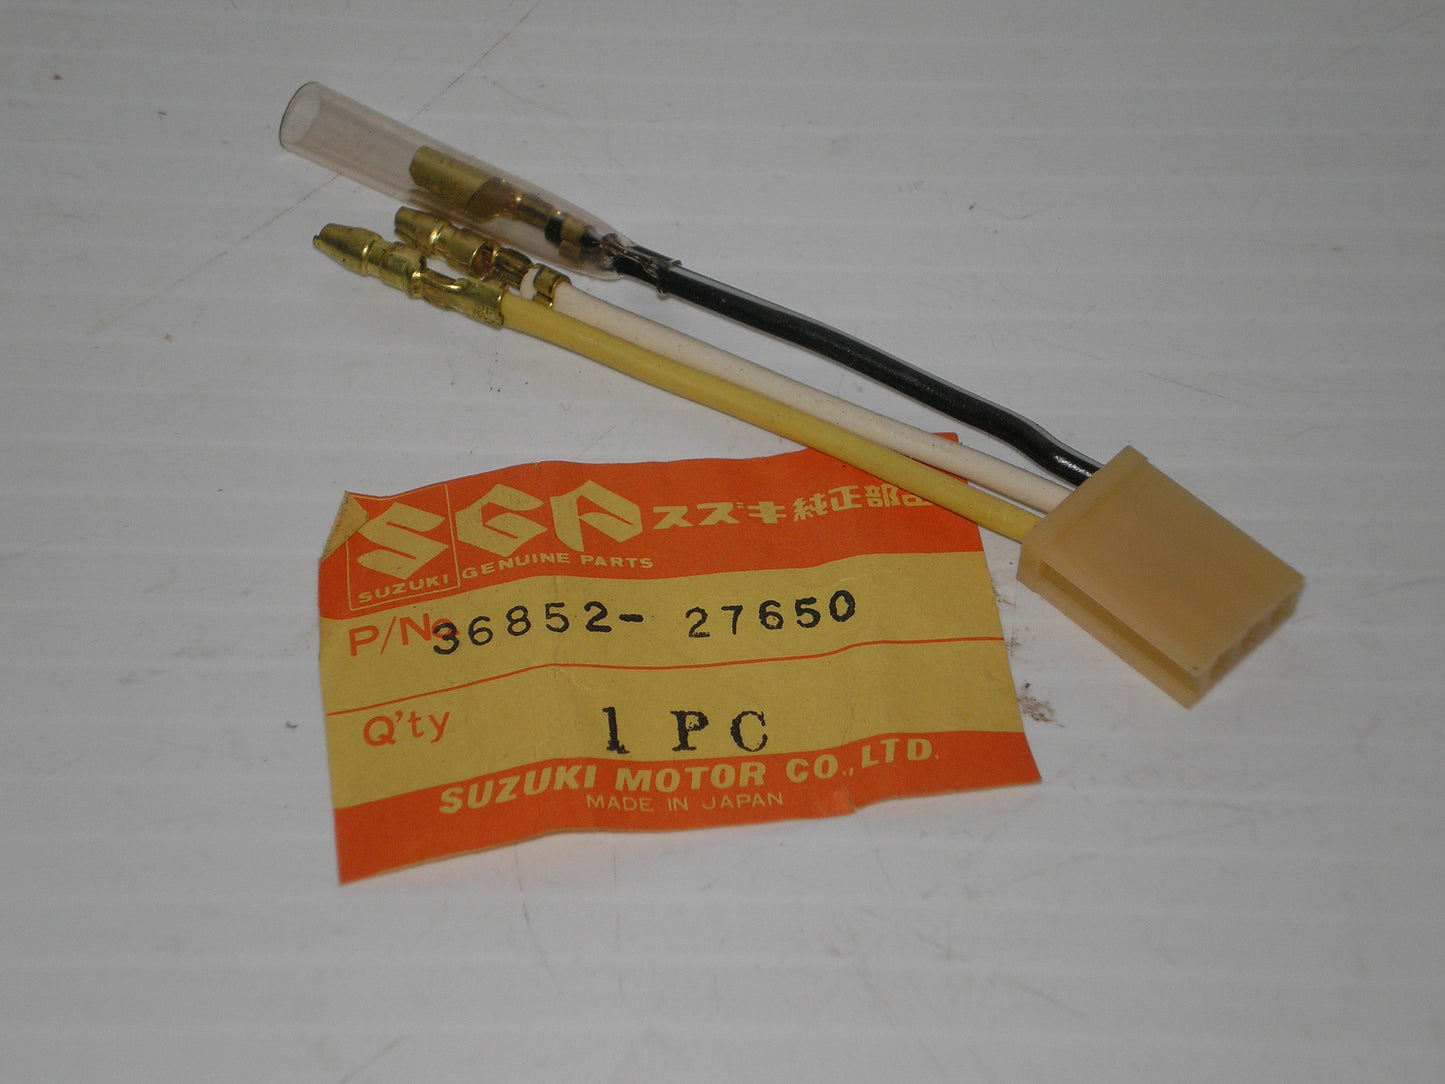 SGP スズキ純正部品
SUZUKI GENUINE PARTS
P/No 36852- 27650
Q'ty 1 PC
SUZUKI MOTOR CO., LTD.
MADE IN JAPAN